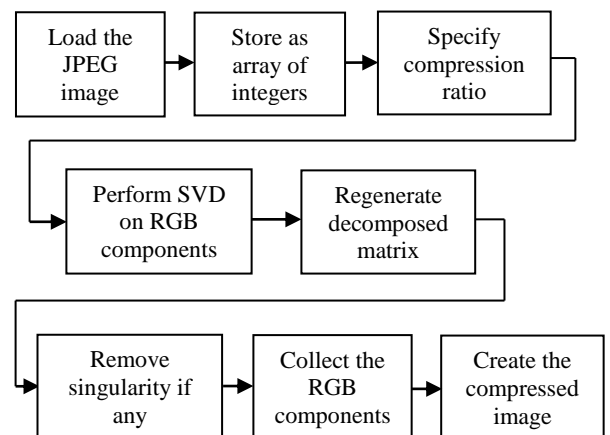 Load the
JPEG
image
Store as
array of
integers
Specify
compression
ratio
Perform SVD
on RGB
components
Regenerate
decomposed
matrix
Remove
singularity if
any
Collect the
RGB
components
Create the
compressed
image